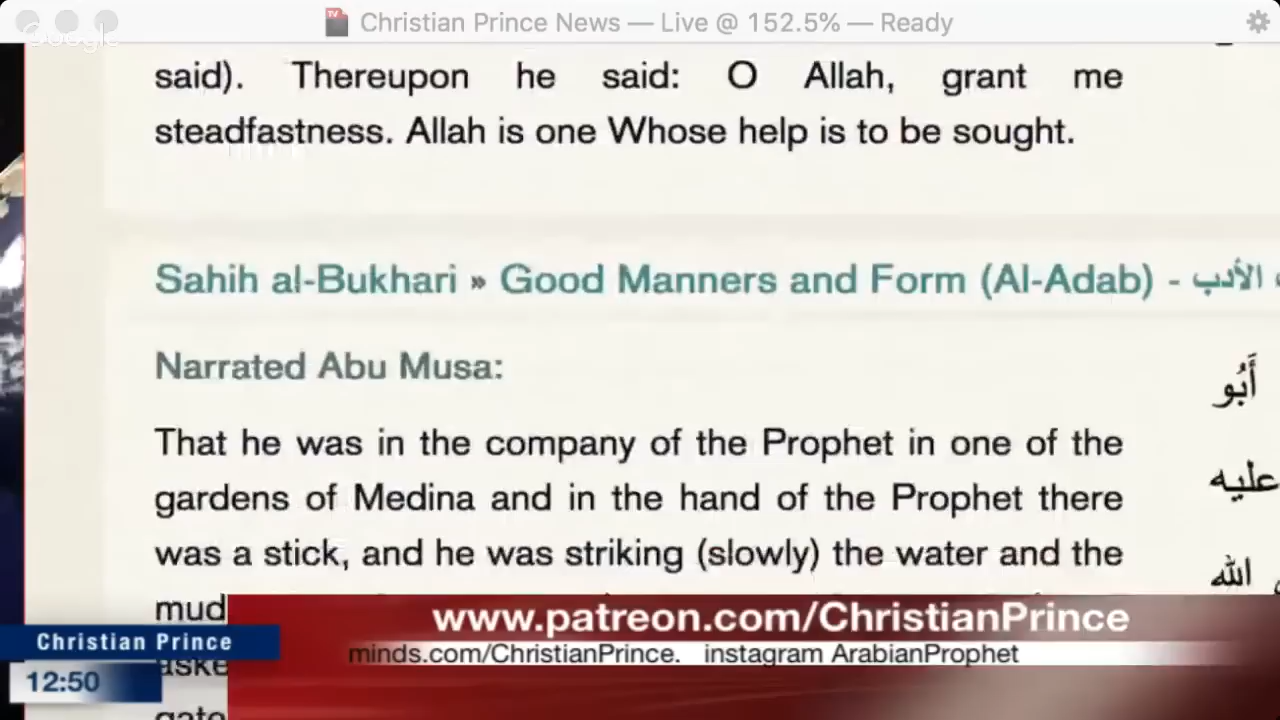 Christian Prince News — Live @ 152.5% — Ready
Google
said). Thereupon he said: O Allah, grant me
steadfastness. Allah is one Whose help is to be sought.
Sahih al-Bukhari » Good Manners and Form (Al-Adab) - الأدب
Narrated Abu Musa:
أَبُو
That he was in the company of the Prophet in one of the
gardens of Medina and in the hand of the Prophet there
عليه
was a stick, and he was striking (slowly) the water and the
الله
mud
www.patreon.com/ChristianPrince
Christian Prince
minds.com/ChristianPrince. instagram ArabianProphet
12:50